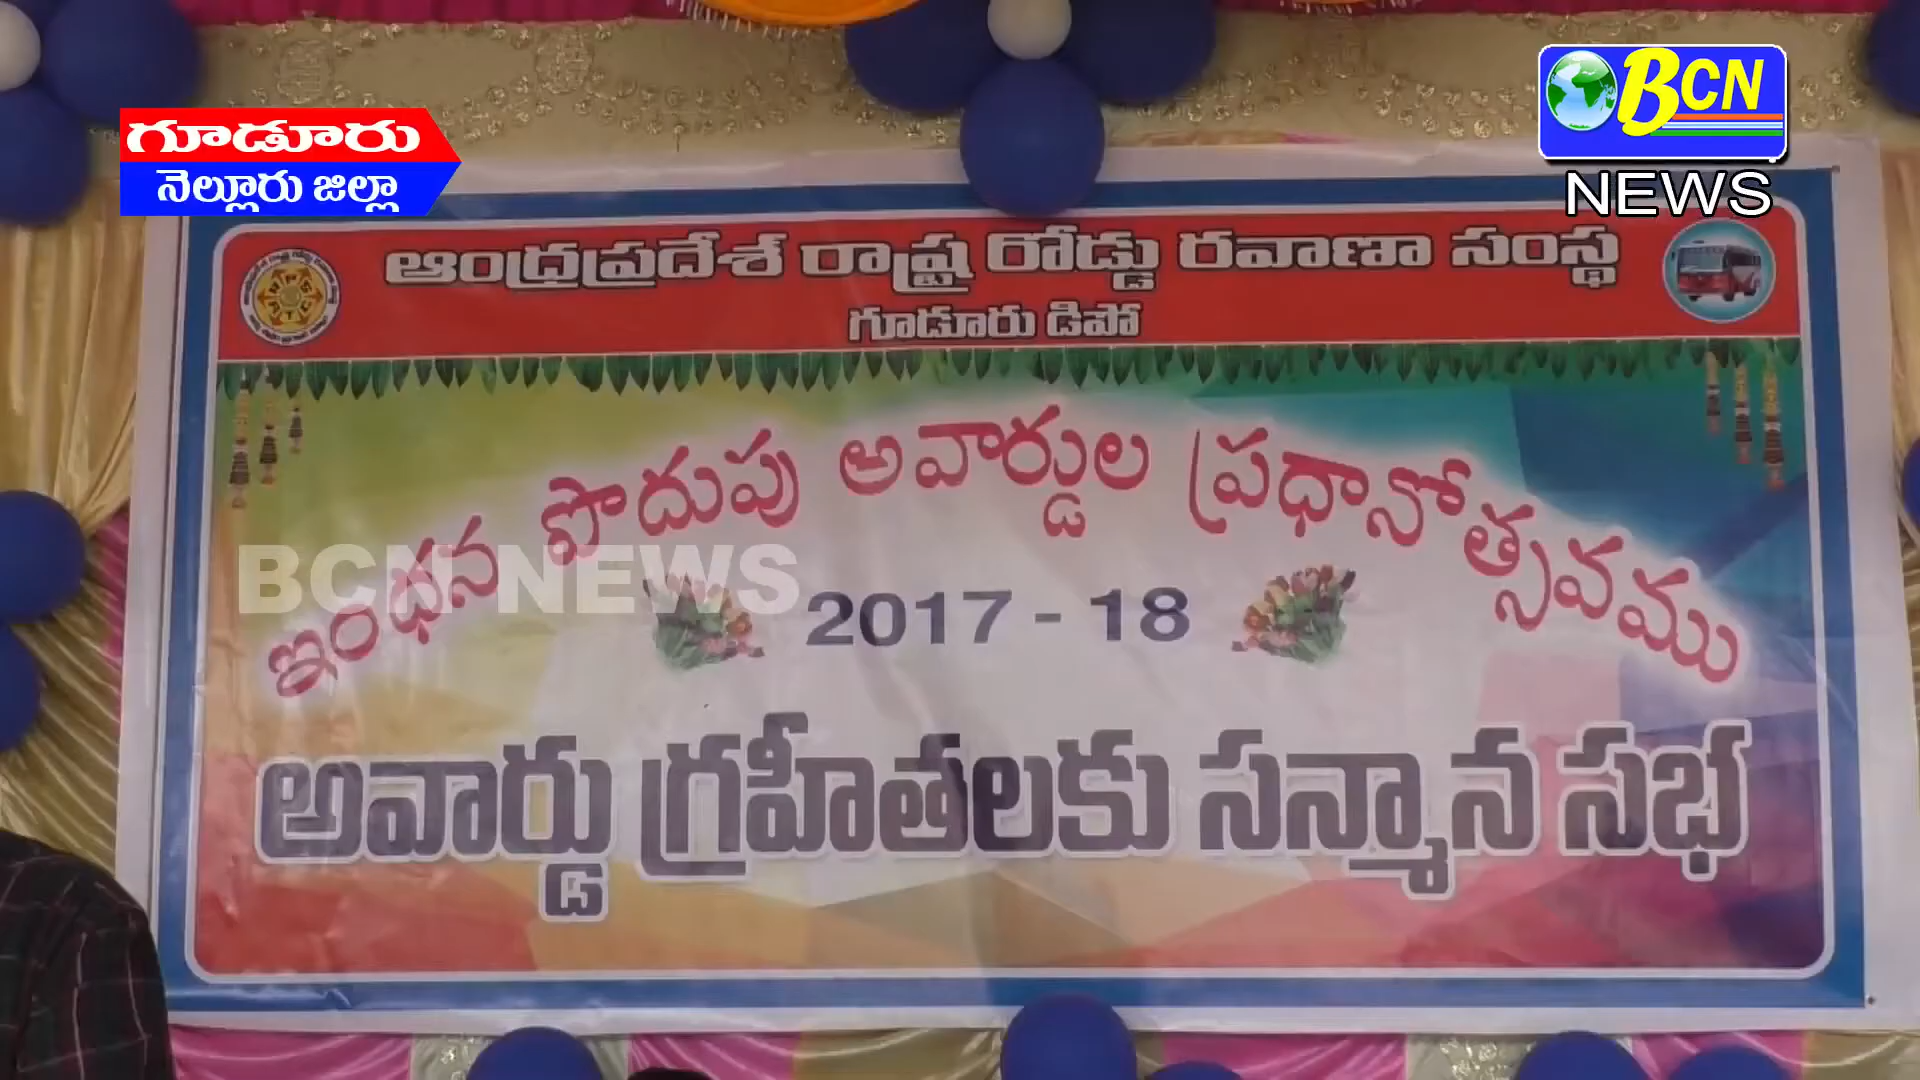 BCN
NEWS
గూడూరు
నెల్లూరు జిల్లా
ఆంధ్రప్రదేశ్ రాష్ట్ర రోడ్డు రవాణా సంస్థ
గూడూరు డిపో
ఇంధన పొదుపు అవార్డుల ప్రధానోత్సవము
BCN NEWS
2017 - 18
అవార్డు గ్రహీతలకు సన్మాన సభ